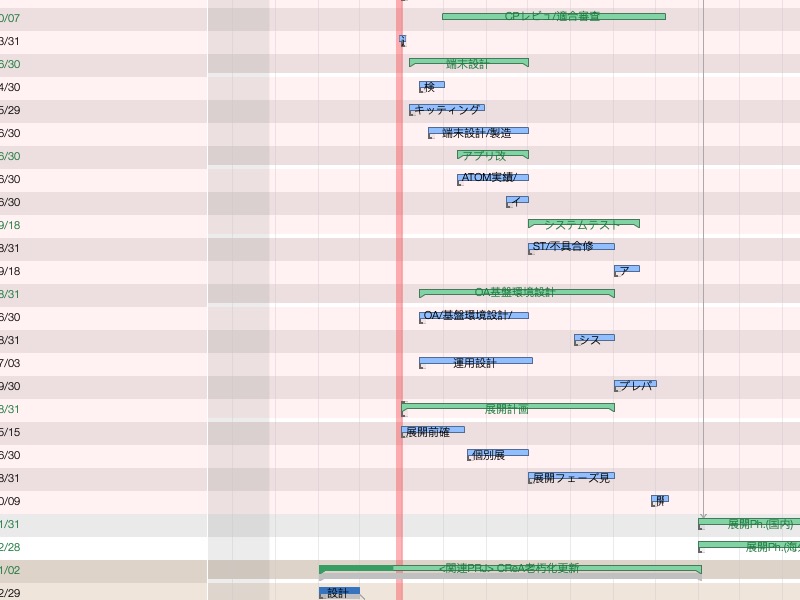 0/07 CPレビュ/適合審査
3/31
6/30 端末設計
4/30 検
5/29 キッティング
6/30 端末設計/製造
6/30 アプリ改
6/30 ATOM実績/
6/30 イ
9/18 システムテスト
8/31 ST/不具合修
9/18 ア
8/31 OA基盤環境設計
6/30 OA/基盤環境設計/
8/31 シス
7/03 運用設計
9/30 プレパ
8/31 展開計画
5/15 展開前確
6/30 個別展
8/31 展開フェーズ見
0/09
1/31 展開Ph.(国内)
2/28 展開Ph.(海
1/02 <関連PRJ> CReA老朽化更新
2/29 設計